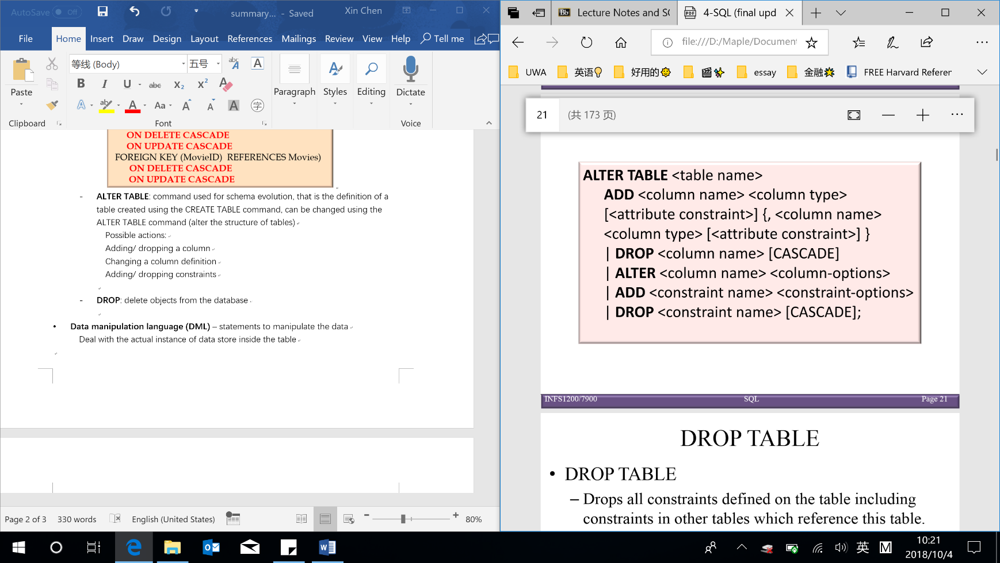 AutoSave Off
summary... - Saved
Xin Chen
File Home Insert Draw Design Layout References Mailings Review View Help Tell me
Paste
等线 (Body)
五号
abc A A
B I U abc X₂ X² A
A ab A Aa A A A 字
Paragraph Styles Editing Dictate
Clipboard Font Voice
ON DELETE CASCADE
ON UPDATE CASCADE
FOREIGN KEY (MovieID) REFERENCES Movies)
ON DELETE CASCADE
ON UPDATE CASCADE
- ALTER TABLE: command used for schema evolution, that is the definition of a
table created using the CREATE TABLE command, can be changed using the
ALTER TABLE command (alter the structure of tables)
Possible actions:
Adding/ dropping a column
Changing a column definition
Adding/ dropping constraints
- DROP: delete objects from the database
• Data manipulation language (DML) – statements to manipulate the data
Deal with the actual instance of data store inside the table
Page 2 of 3 330 words English (United States) 80%
Bb Lecture Notes and SC
PDF 4-SQL (final upd
file:///D:/Maple/Document
UWA 英语 好用的 essay 金融 FREE Harvard Referer
21 (共 173 页)
ALTER TABLE <table name>
ADD <column name> <column type>
[<attribute constraint>] {, <column name>
<column type> [<attribute constraint>] }
| DROP <column name> [CASCADE]
| ALTER <column name> <column-options>
| ADD <constraint name> <constraint-options>
| DROP <constraint name> [CASCADE];
INFS1200/7900 SQL Page 21
DROP TABLE
• DROP TABLE
– Drops all constraints defined on the table including
constraints in other tables which reference this table.
英 M
10:21
2018/10/4